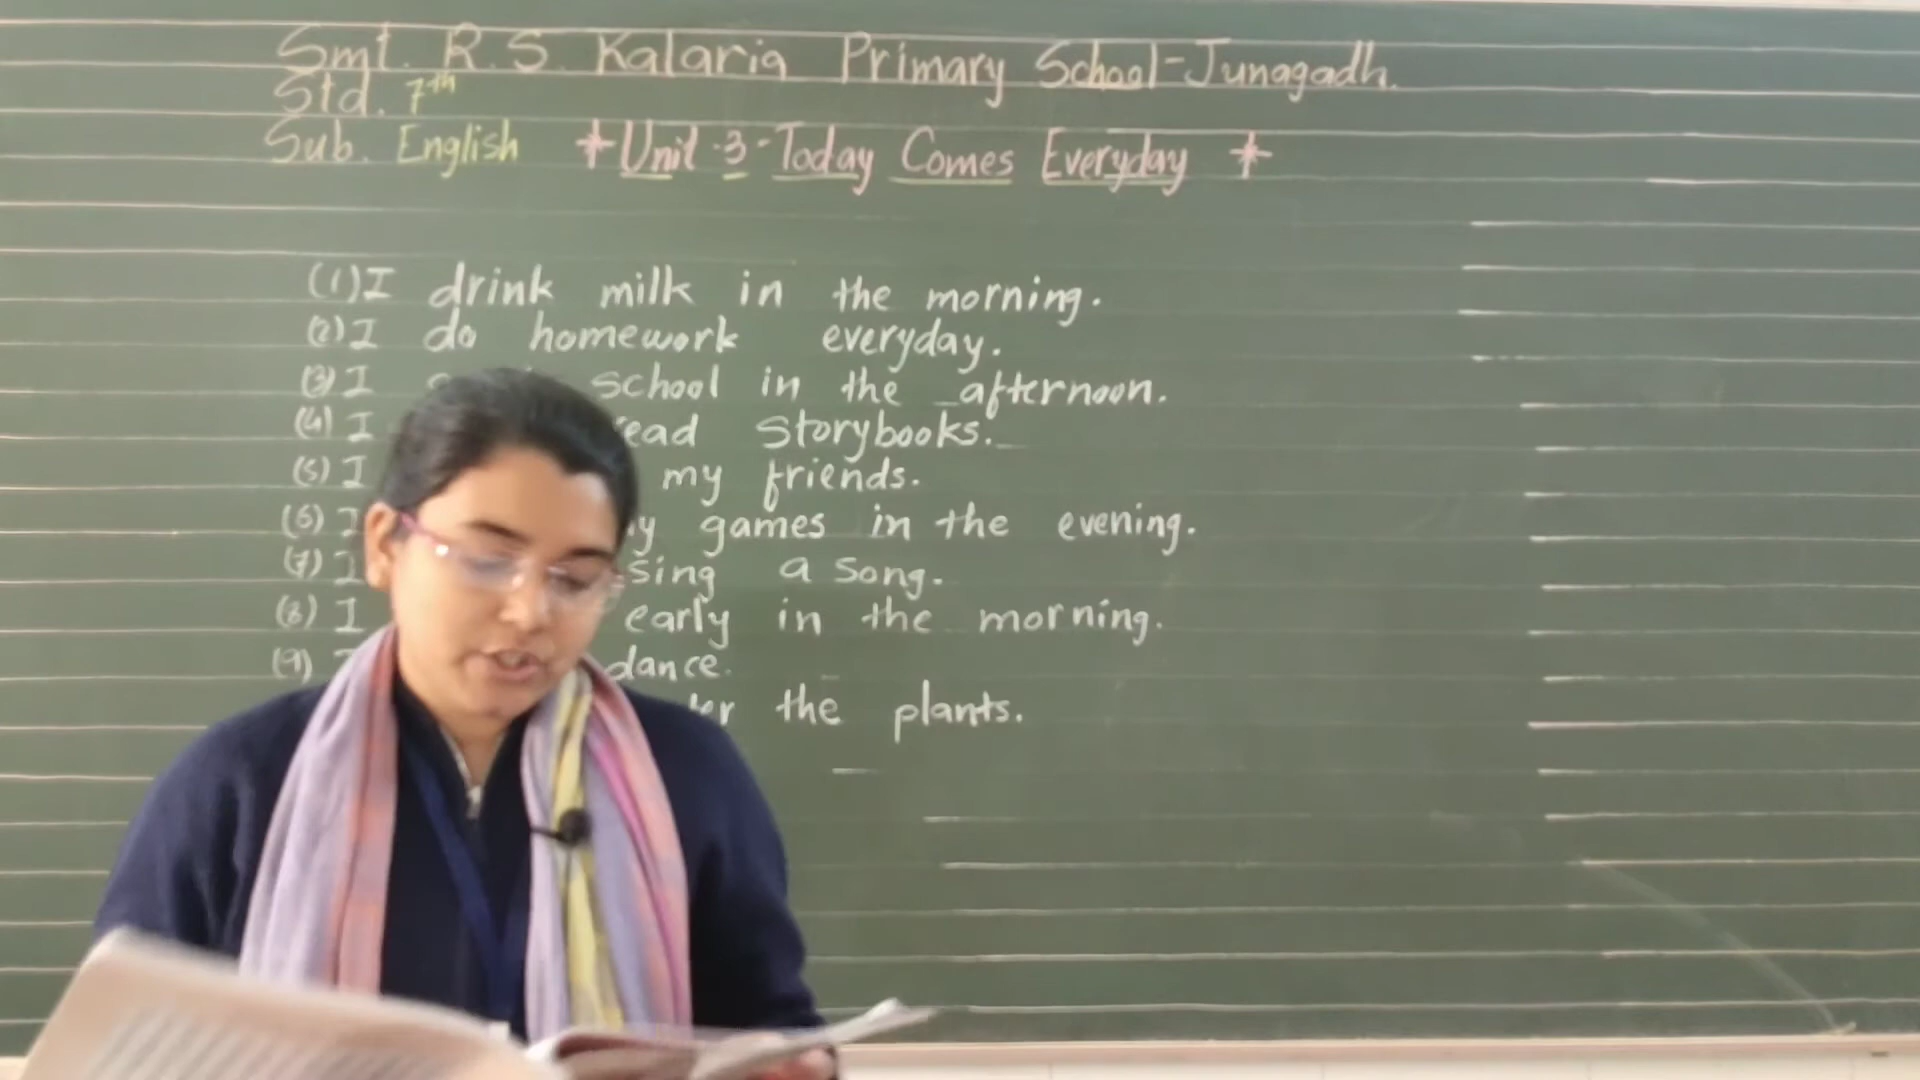 Smt. R.S. Kalaria Primary School-Junagadh.
Std. 7th
Sub. English *Unit-3-Today Comes Everyday *
(1) I drink milk in the morning.
(2) I do homework everyday.
(3) I school in the afternoon.
(4) I storybooks.
(5) I my friends.
(6) I games in the evening.
(7) I sing a song.
(8) I early in the morning.
(9) I dance.
the plants.